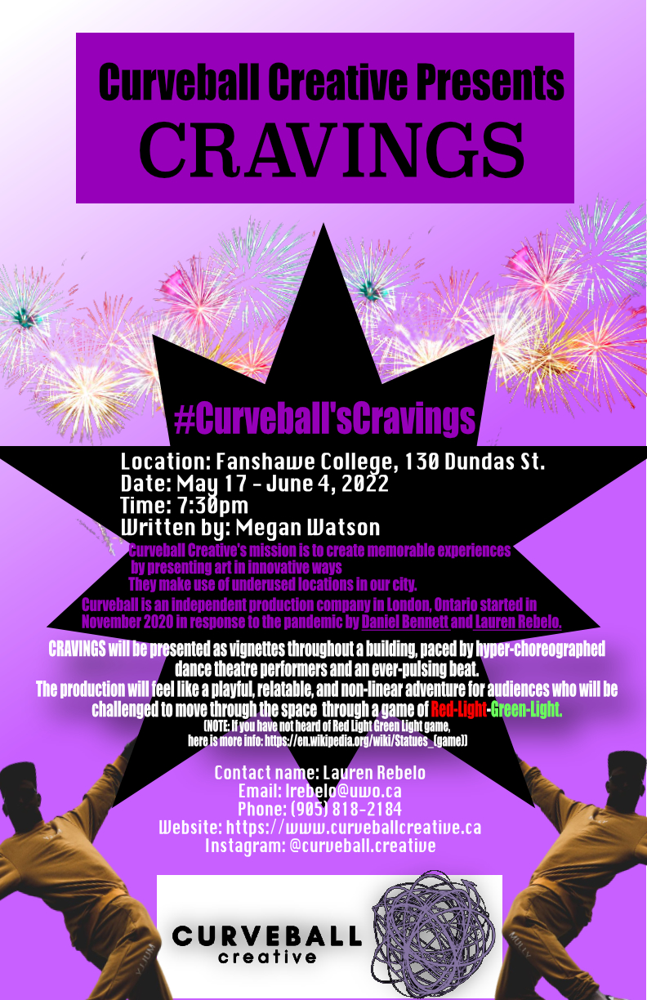 Curveball Creative Presents
CRAVINGS
#Curveball'sCravings
Location: Fanshawe College, 130 Dundas St.
Date: May 17 - June 4, 2022
Time: 7:30pm
Written by: Megan Watson
Curveball Creative's mission is to create memorable experiences
by presenting art in innovative ways
They make use of underused locations in our city.
Curveball is an independent production company in London, Ontario started in
November 2020 in response to the pandemic by Daniel Bennett and Lauren Rebelo.
CRAVINGS will be presented as vignettes throughout a building, paced by hyper-choreographed
dance theatre performers and an ever-pulsing beat.
The production will feel like a playful, relatable, and non-linear adventure for audiences who will be
challenged to move through the space through a game of Red-Light-Green-Light.
(NOTE: If you have not heard of Red Light Green Light game,
here is more info: https://en.wikipedia.org/wiki/Statues_(game))
Contact name: Lauren Rebelo
Email: lrebelo@uwo.ca
Phone: (905) 818-2184
Website: https://www.curveballcreative.ca
Instagram: @curveball.creative
CURVEBALL
creative